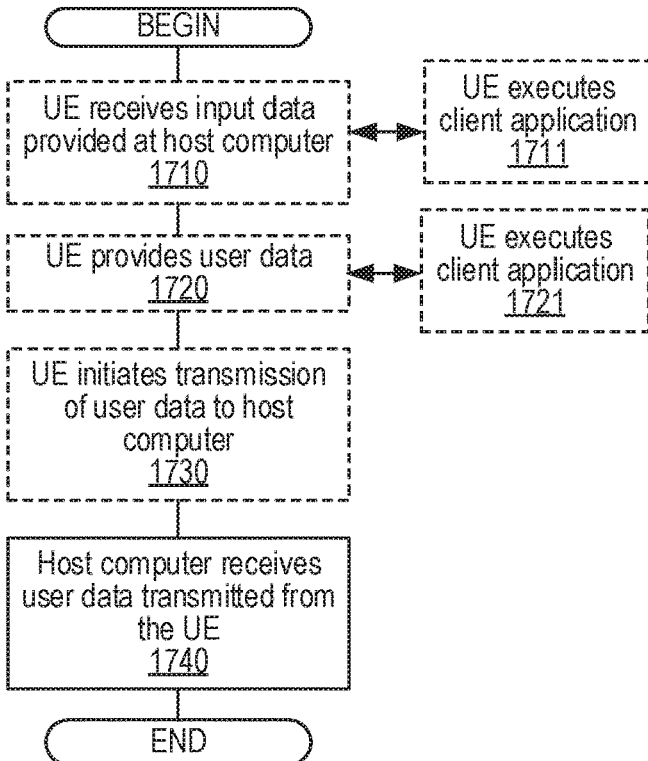 BEGIN
UE receives input data
provided at host computer
1710
UE executes
client application
1711
UE provides user data
1720
UE executes
client application
1721
UE initiates transmission
of user data to host
computer
1730
Host computer receives
user data transmitted from
the UE
1740
END